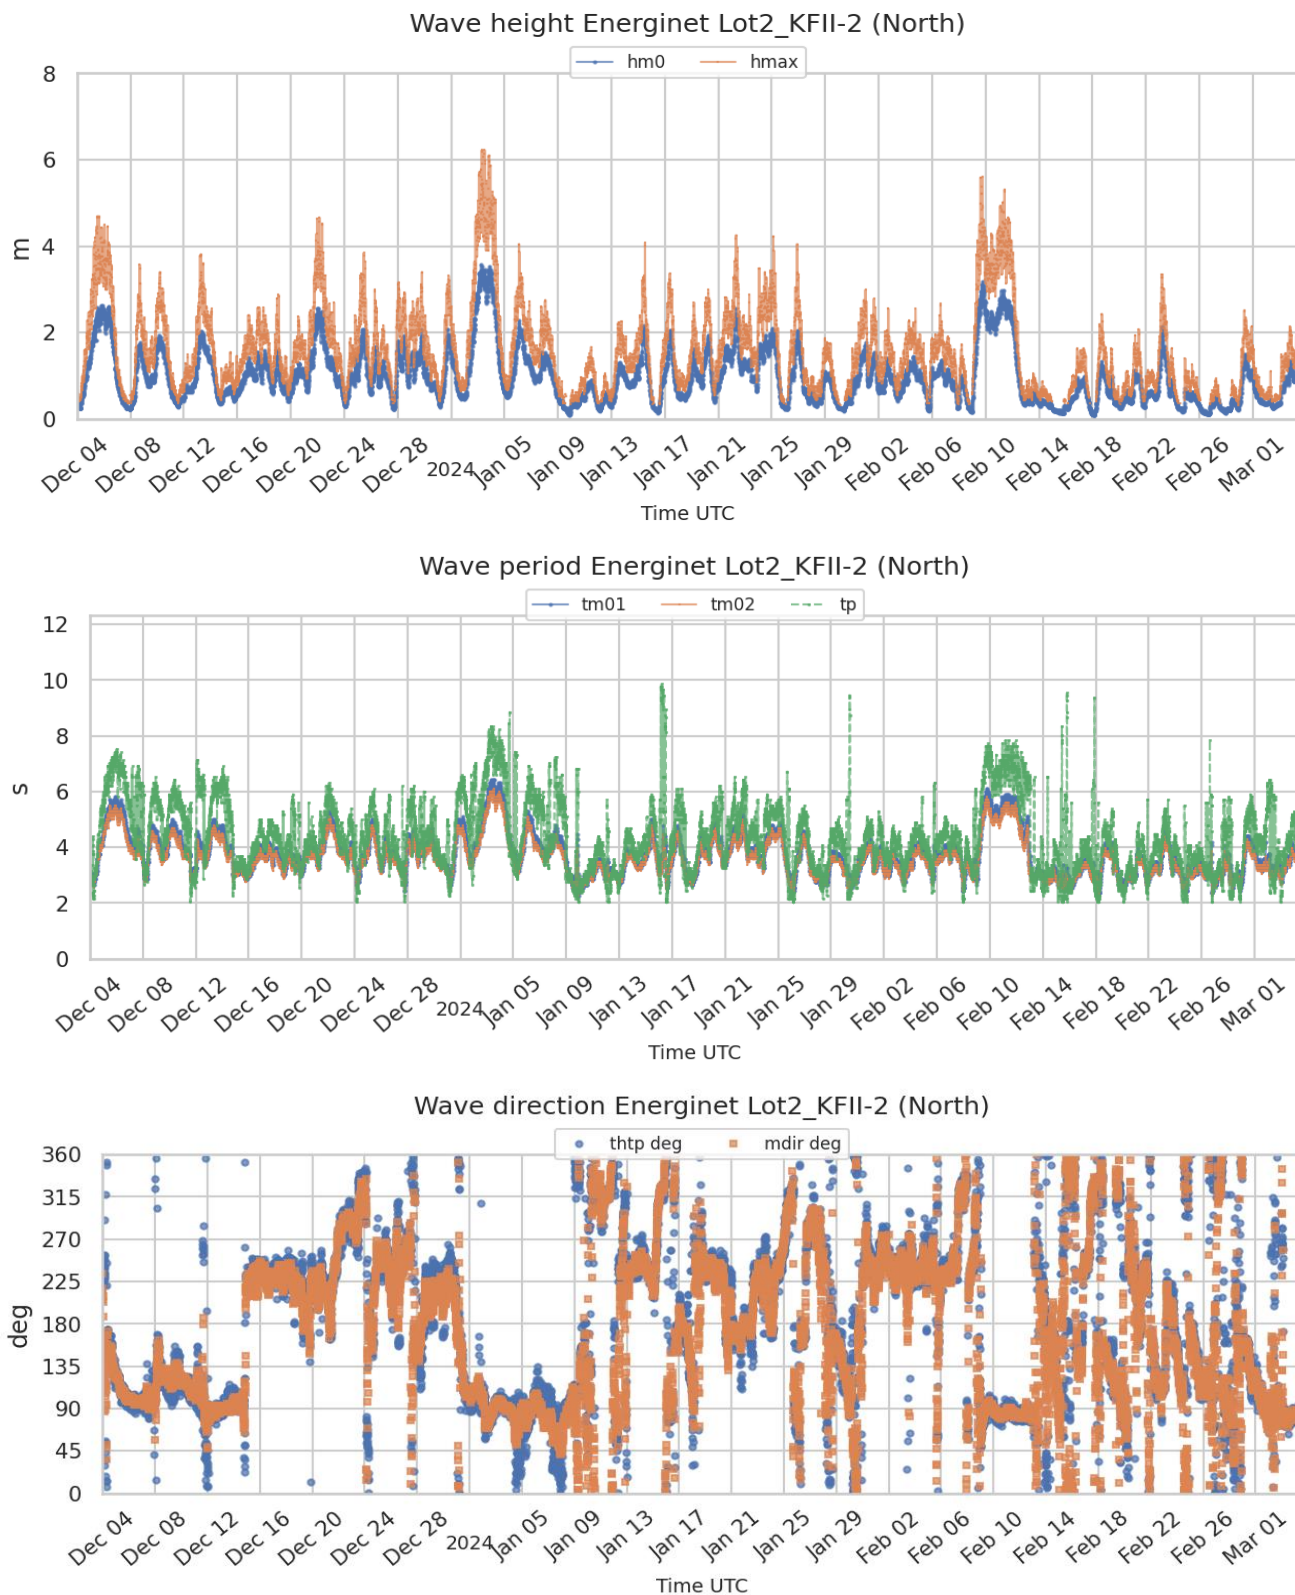 Wave height Energinet Lot2_KFII-2 (North)
hm0 hmax
8
6
4
2
0
m
Dec 04 Dec 08 Dec 12 Dec 16 Dec 20 Dec 24 Dec 28 2024 Jan 05 Jan 09 Jan 13 Jan 17 Jan 21 Jan 25 Jan 29 Feb 02 Feb 06 Feb 10 Feb 14 Feb 18 Feb 22 Feb 26 Mar 01
Time UTC
Wave period Energinet Lot2_KFII-2 (North)
tm01 tm02 tp
12
10
8
6
4
2
0
s
Dec 04 Dec 08 Dec 12 Dec 16 Dec 20 Dec 24 Dec 28 2024 Jan 05 Jan 09 Jan 13 Jan 17 Jan 21 Jan 25 Jan 29 Feb 02 Feb 06 Feb 10 Feb 14 Feb 18 Feb 22 Feb 26 Mar 01
Time UTC
Wave direction Energinet Lot2_KFII-2 (North)
thtp deg mdir deg
360
315
270
225
180
135
90
45
0
deg
Dec 04 Dec 08 Dec 12 Dec 16 Dec 20 Dec 24 Dec 28 2024 Jan 05 Jan 09 Jan 13 Jan 17 Jan 21 Jan 25 Jan 29 Feb 02 Feb 06 Feb 10 Feb 14 Feb 18 Feb 22 Feb 26 Mar 01
Time UTC